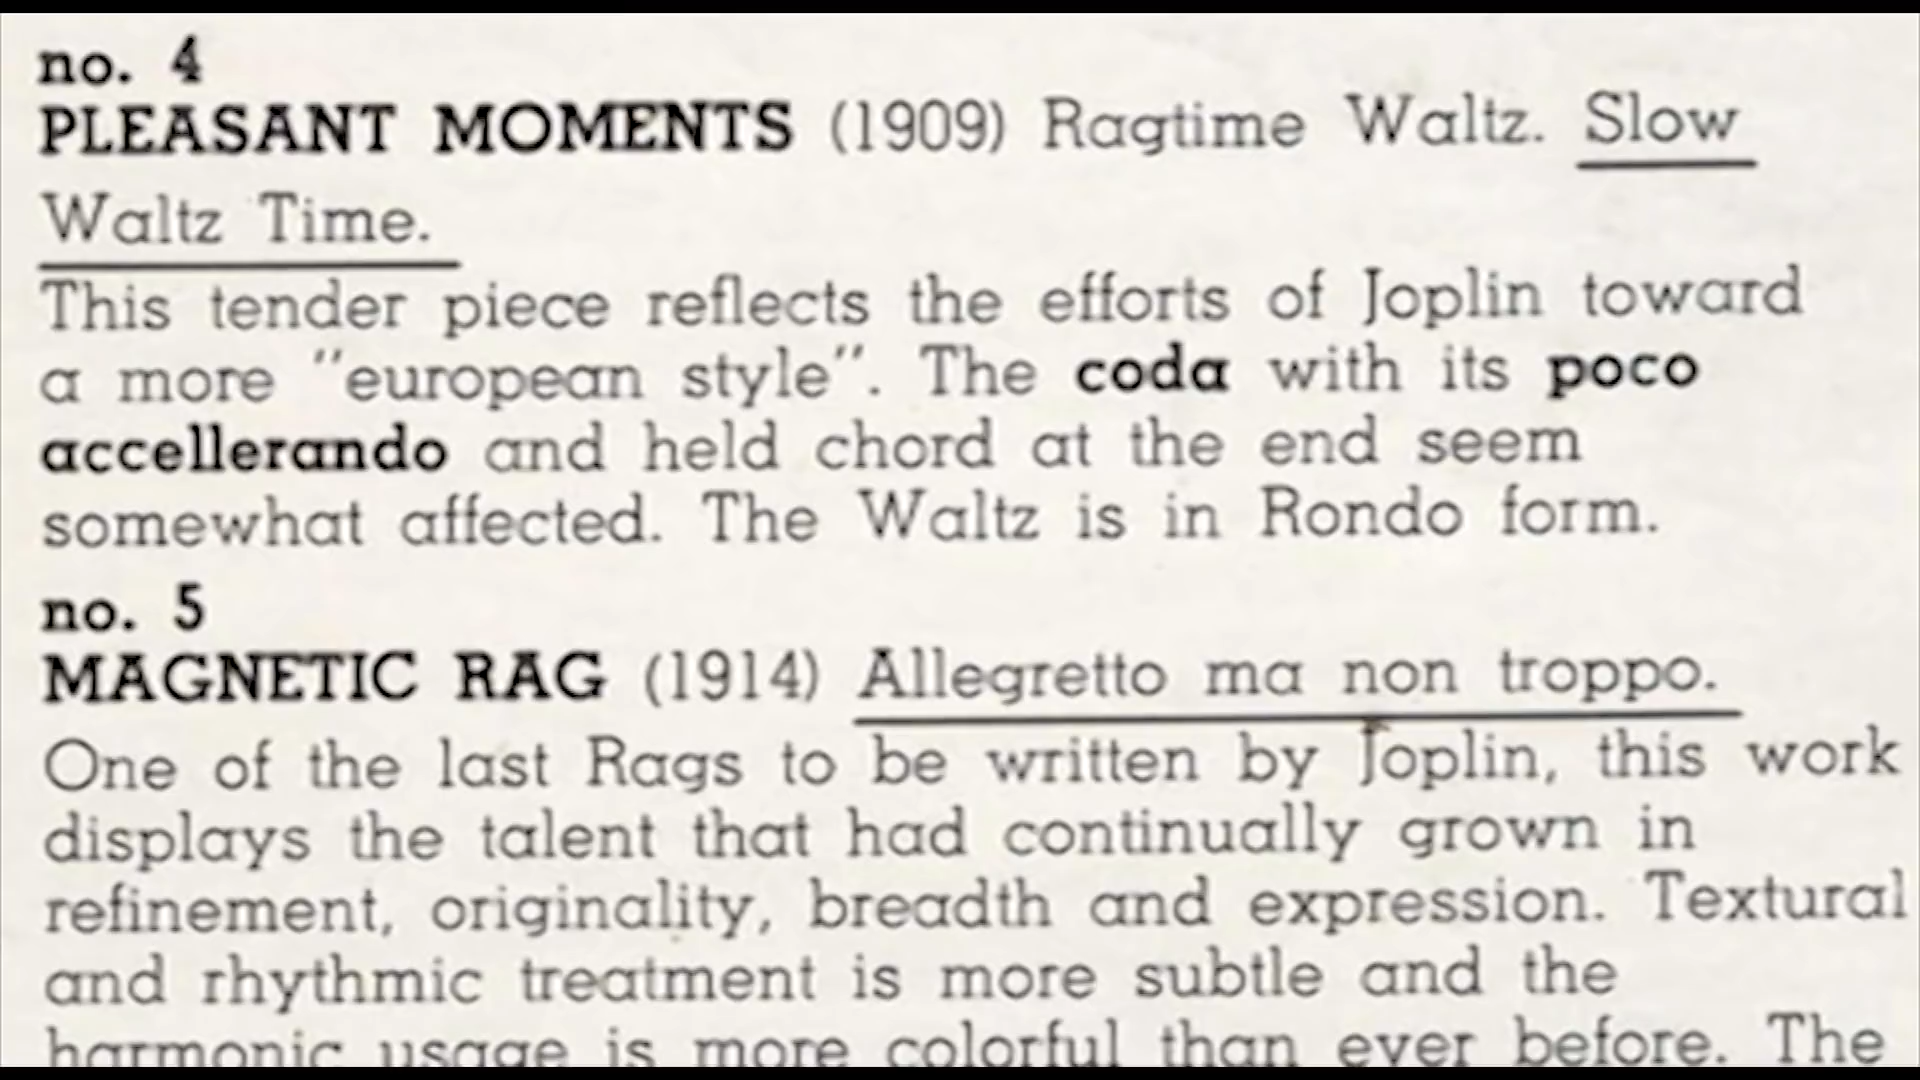 no. 4
PLEASANT MOMENTS (1909) Ragtime Waltz. Slow
Waltz Time.
This tender piece reflects the efforts of Joplin toward
a more "european style". The coda with its poco
accellerando and held chord at the end seem
somewhat affected. The Waltz is in Rondo form.
no. 5
MAGNETIC RAG (1914) Allegretto ma non troppo.
One of the last Rags to be written by Joplin, this work
displays the talent that had continually grown in
refinement, originality, breadth and expression. Textural
and rhythmic treatment is more subtle and the
harmonic usage is more colorful than ever before. The